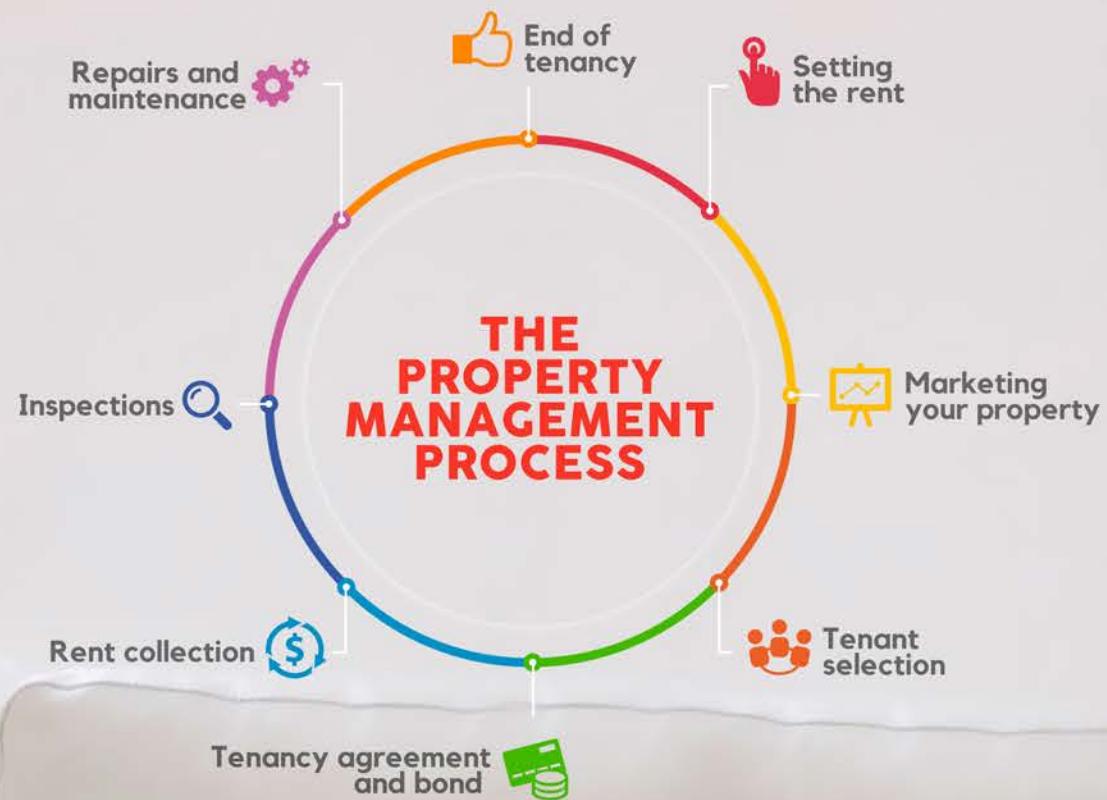 End of
tenancy
Setting
the rent
Marketing
your property
Tenant
selection
Tenancy agreement
and bond
Rent collection
$
Inspections
Repairs and
maintenance
THE
PROPERTY
MANAGEMENT
PROCESS